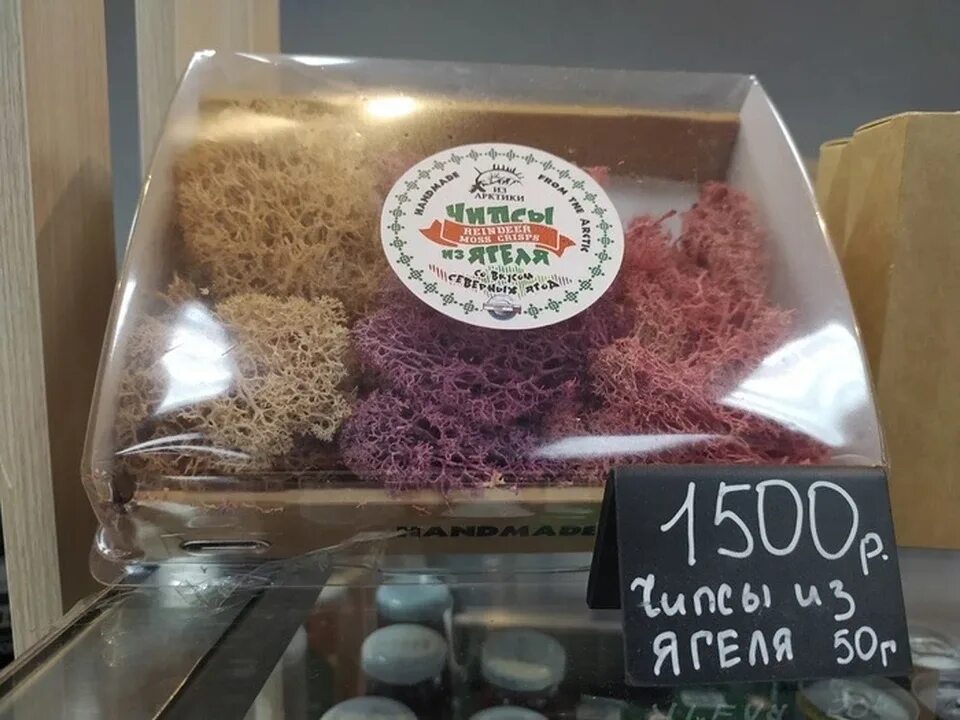 HANDMADE
FROM THE ARCTIC
ИЗ
АРКТИКИ
ЧИПСЫ
REINDEER
MOSS CRISPS
ИЗ ЯГЕЛЯ
СО ВКУСОМ
СЕВЕРНЫХ ЯГОД
HANDMADE
1500р.
Чипсы из
ЯГЕЛЯ 50г